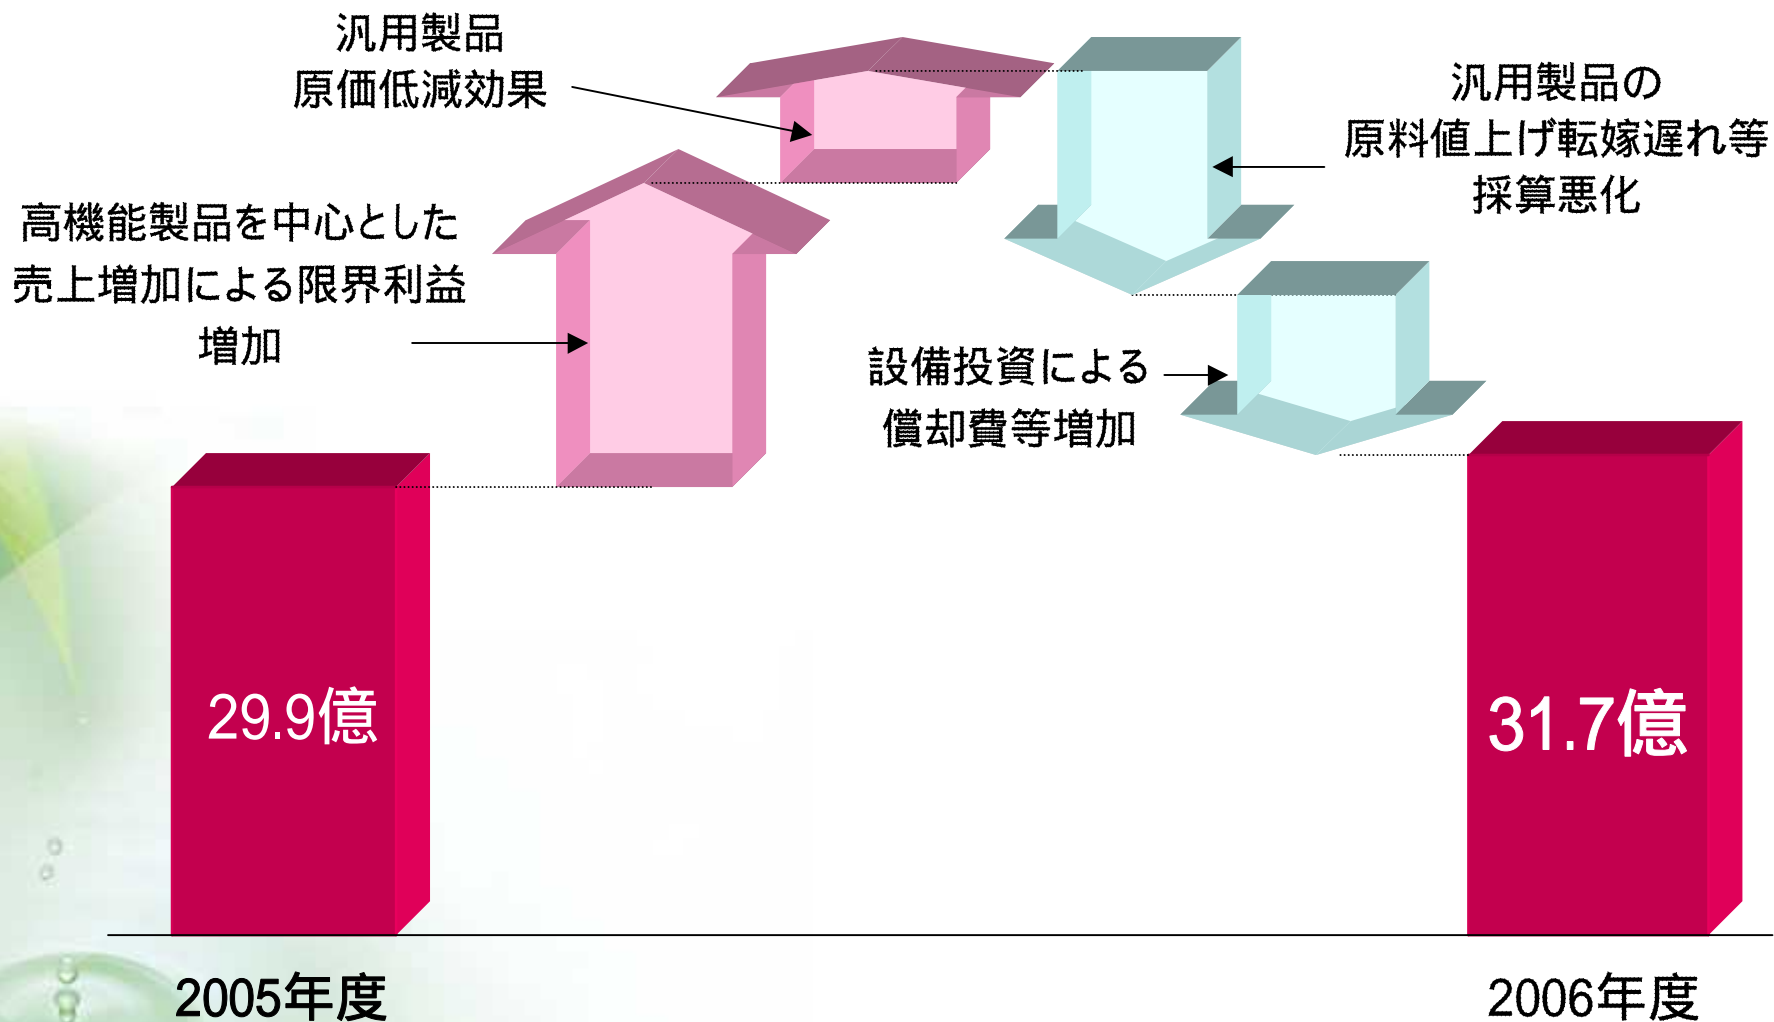 汎用製品
原価低減効果
汎用製品の
原料値上げ転嫁遅れ等
採算悪化
高機能製品を中心とした
売上増加による限界利益
増加
設備投資による
償却費等増加
29.9億
31.7億
2005年度
2006年度